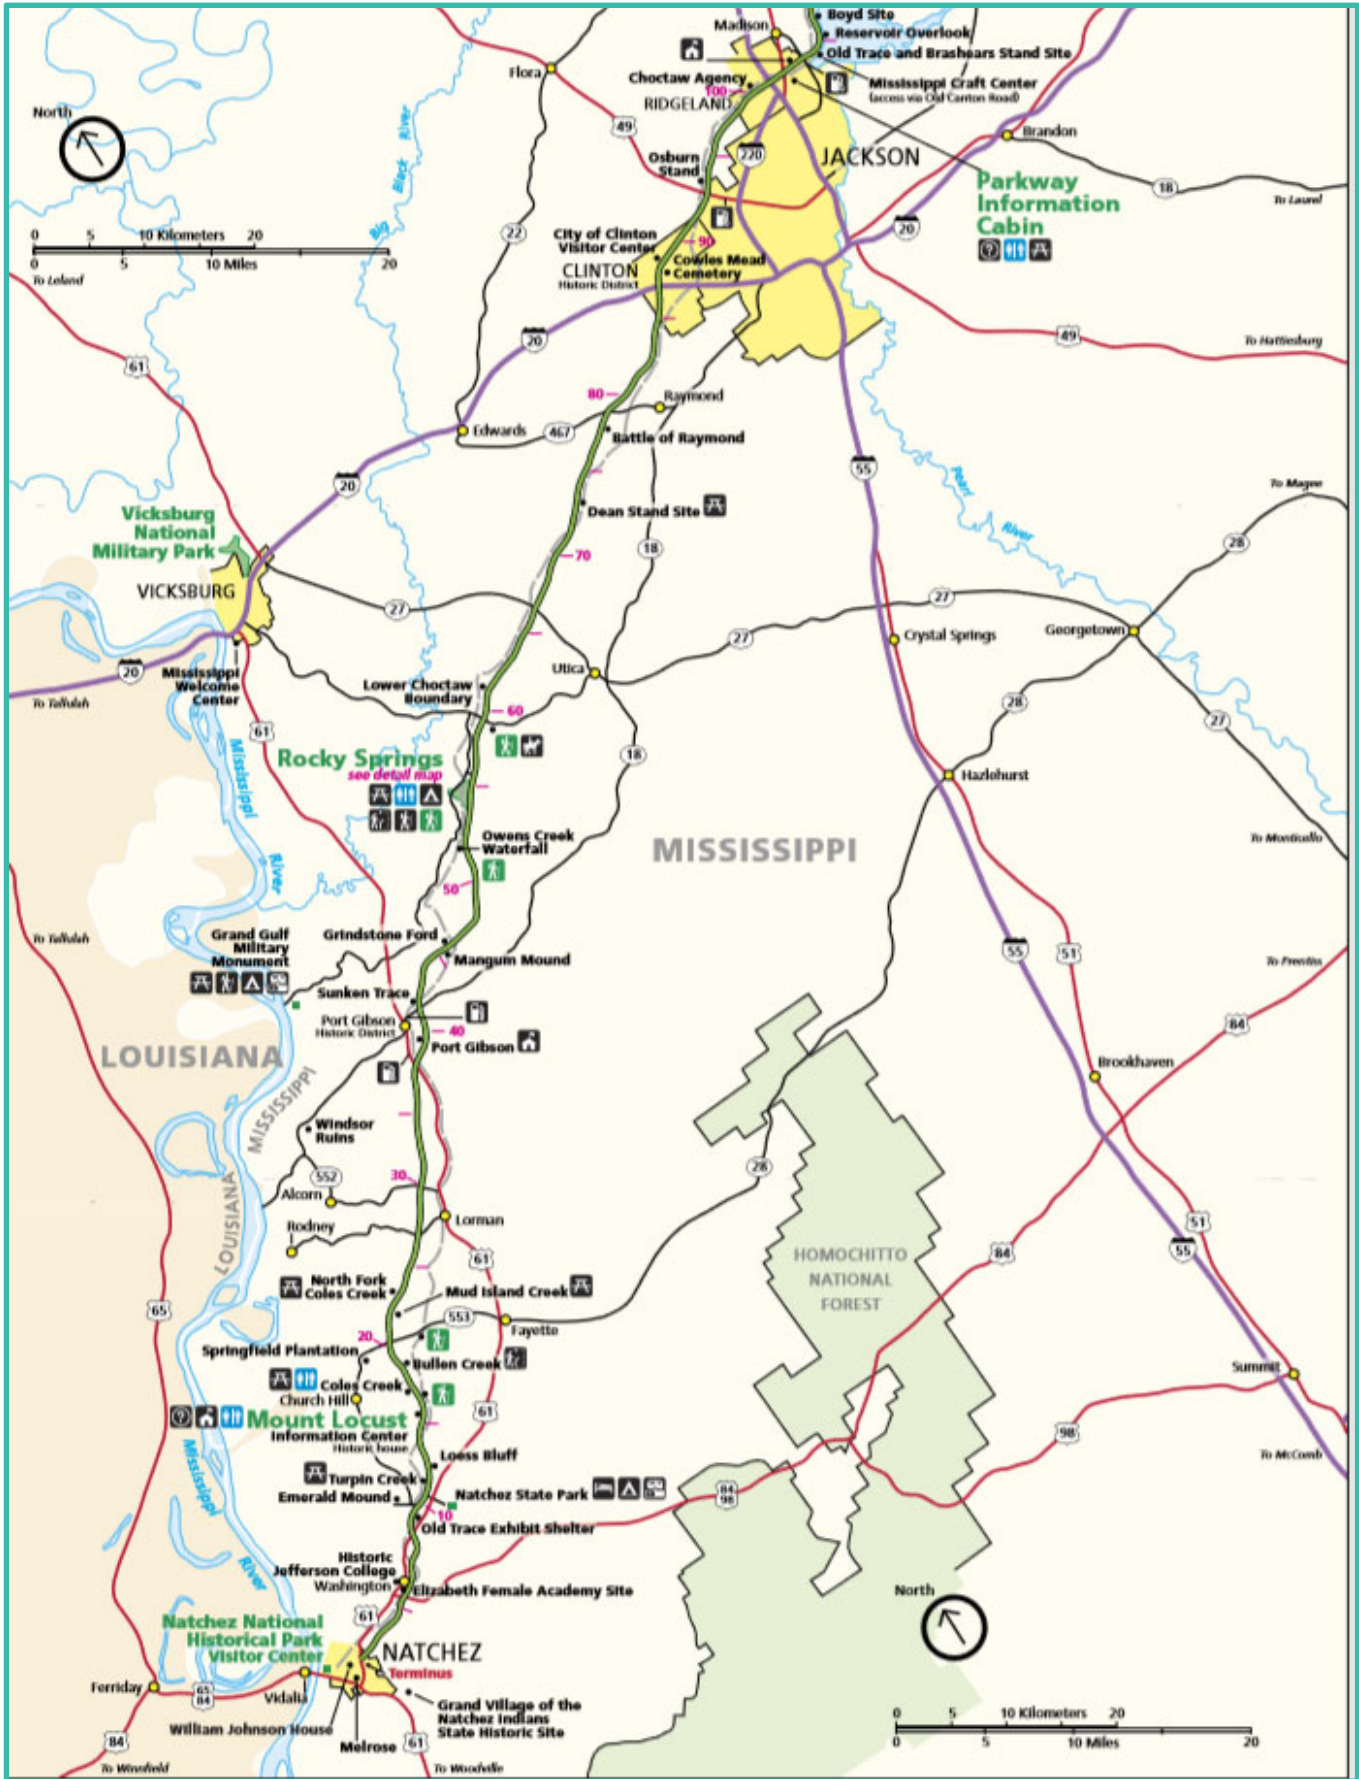 Boyd Site
Madison
Reservoir Overlook
Old Trace and Brashears Stand Site
Flora
Choctaw Agency
100
Mississippi Craft Center
(access via Old Canton Road)
RIDGELAND
North
49
Brandon
Big Black River
Osburn
Stand
220
JACKSON
Parkway
Information
Cabin
18
To Laurel
0 5 10 Kilometers 20
0 5 10 Miles 20
22
City of Clinton
Visitor Center
90
20
CLINTON
Historic District
Cowles Mead
Cemetery
To Leland
20
49
To Hattiesburg
61
80
Raymond
Edwards
467
Battle of Raymond
55
Pearl
River
20
To Magee
Vicksburg
National
Military Park
Dean Stand Site
70
18
28
VICKSBURG
27
27
27
Crystal Springs
Georgetown
20
Mississippi
Welcome
Center
Utica
To Tallulah
Lower Choctaw
Boundary
60
28
27
61
Mississippi
River
Rocky Springs
see detail map
18
Hazlehurst
Owens Creek
Waterfall
MISSISSIPPI
To Monticello
50
To Tallulah
Grand Gulf
Military
Monument
Grindstone Ford
Mangum Mound
55
51
To Prentiss
Sunken Trace
Port Gibson
Historic District
40
Port Gibson
84
LOUISIANA
MISSISSIPPI
LOUISIANA
Brookhaven
Windsor
Ruins
552
30
28
Alcorn
Rodney
Lorman
61
84
51
55
HOMOCHITTO
NATIONAL
FOREST
North Fork
Coles Creek
Mud Island Creek
65
553
Fayette
20
Springfield Plantation
Bullen Creek
Summit
Coles Creek
Church Hill
Mount Locust
Information Center
Historic house
61
98
Mississippi
River
Loess Bluff
To McComb
Turpin Creek
Emerald Mound
Natchez State Park
84
98
10
Old Trace Exhibit Shelter
Historic
Jefferson College
Washington
Elizabeth Female Academy Site
North
61
Natchez National
Historical Park
Visitor Center
NATCHEZ
Terminus
Ferriday
65
84
Vidalia
William Johnson House
Grand Village of the
Natchez Indians
State Historic Site
84
Melrose
61
To Winnfield
To Woodville
0 5 10 Kilometers 20
0 5 10 Miles 20